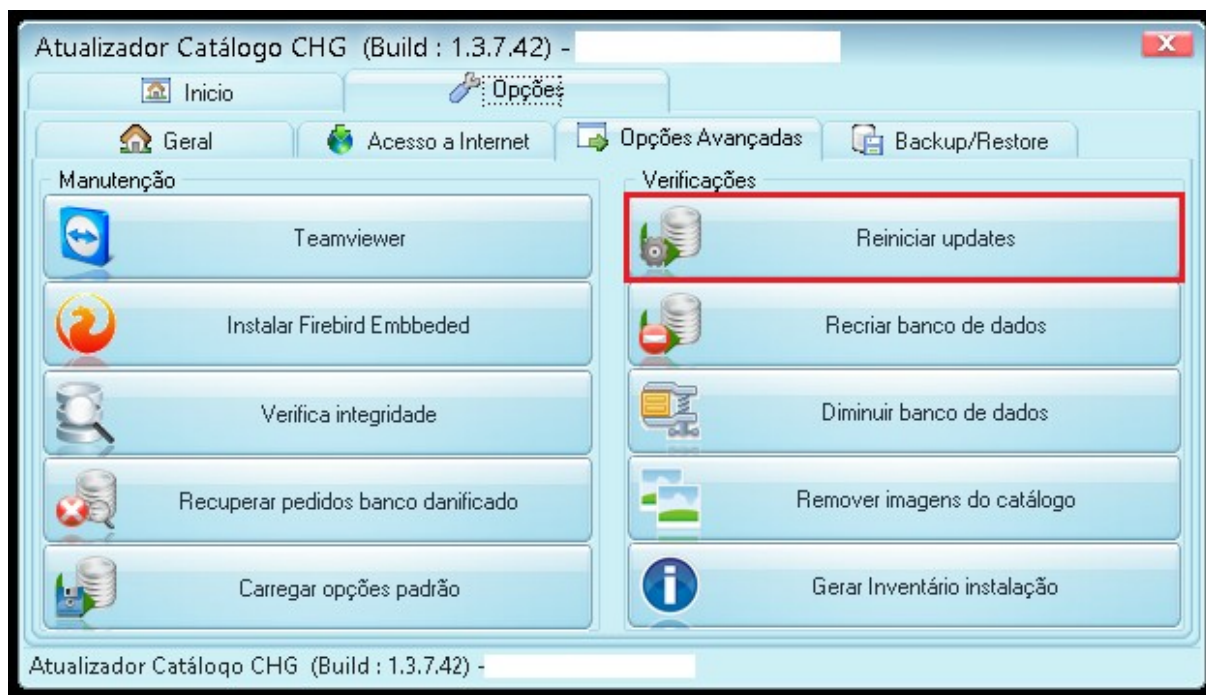 Atualizador Catálogo CHG (Build : 1.3.7.42) -
Inicio
Opções
Geral
Acesso a Internet
Opções Avançadas
Backup/Restore
Manutenção
Teamviewer
Instalar Firebird Embbeded
Verifica integridade
Recuperar pedidos banco danificado
Carregar opções padrão
Verificações
Reiniciar updates
Recriar banco de dados
Diminuir banco de dados
Remover imagens do catálogo
Gerar Inventário instalação
Atualizador Catálogo CHG (Build : 1.3.7.42) -